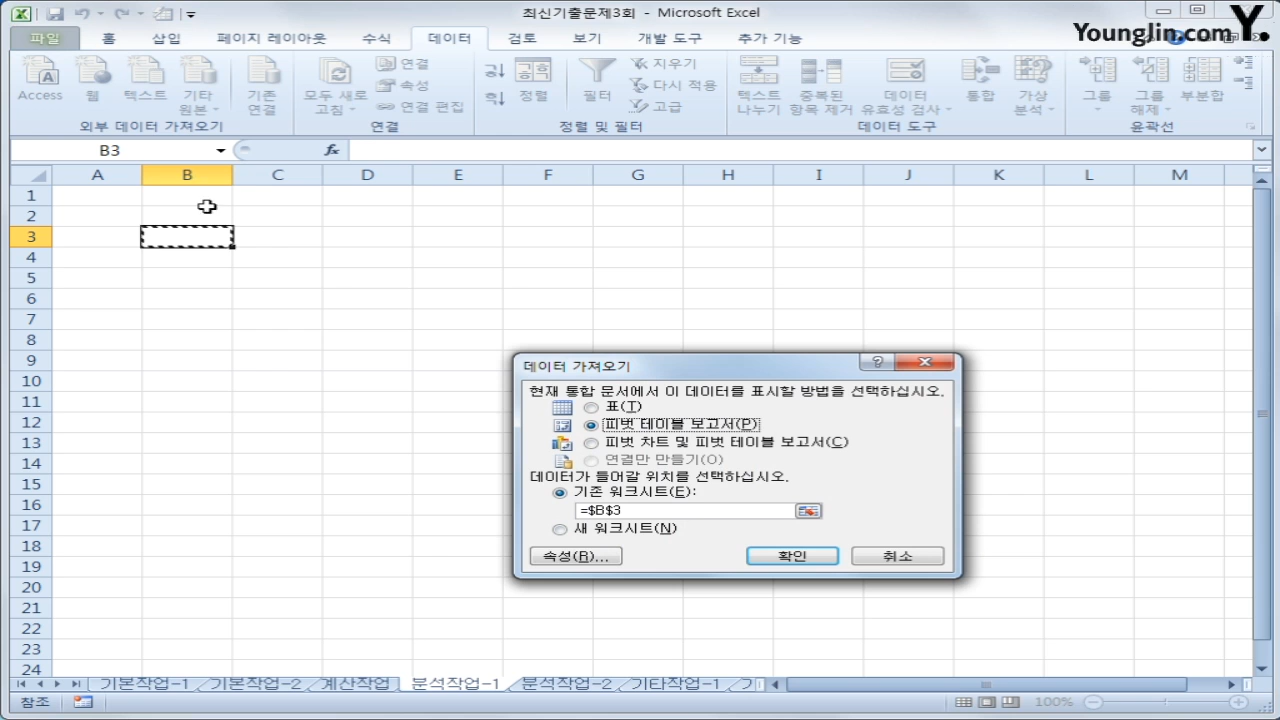 최신기출문제3회 - Microsoft Excel
Younglin.com Y.
파일 홈 삽입 페이지 레이아웃 수식 데이터 검토 보기 개발 도구 추가 기능
Access 웹 텍스트 기타 원본 기존 연결
외부 데이터 가져오기
모두 새로 고침 연결 속성 연결 편집
연결
정렬 필터 지우기 다시 적용 고급
정렬 및 필터
텍스트 나누기 중복된 항목 제거 데이터 유효성 검사 통합 가상 분석
데이터 도구
그룹 그룹 해제 부분합
윤곽선
B3 fx
A B C D E F G H I J K L M
1
2
3
4
5
6
7
8
9
10
11
12
13
14
15
16
17
18
19
20
21
22
23
24
데이터 가져오기
현재 통합 문서에서 이 데이터를 표시할 방법을 선택하십시오.
표(T)
피벗 테이블 보고서(P)
피벗 차트 및 피벗 테이블 보고서(C)
연결만 만들기(O)
데이터가 들어갈 위치를 선택하십시오.
기존 워크시트(E):
=$B$3
새 워크시트(N)
속성(R)... 확인 취소
기본작업-1 기본작업-2 계산작업 분석작업-1 분석작업-2 기타작업-1
참조 100%